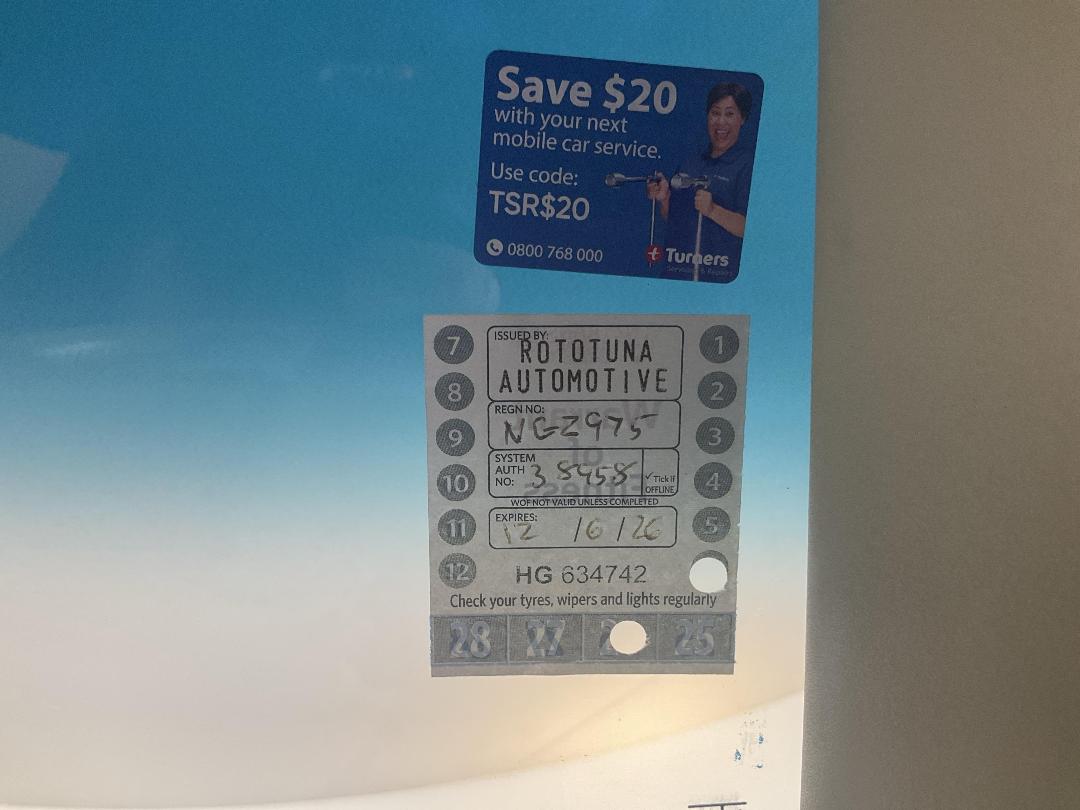 Save $20
with your next
mobile car service.
Use code:
TSR$20
0800 768 000
Turners
Servicing & Repairs
7
8
9
10
11
12
ISSUED BY:
ROTOTUNA
AUTOMOTIVE
REGN NO:
NGZ975
SYSTEM
AUTH
NO:
38958
✓ Tick if
OFFLINE
WOF NOT VALID UNLESS COMPLETED
EXPIRES:
12 /6/26
HG 634742
1
2
3
4
5
Check your tyres, wipers and lights regularly
28 27 25